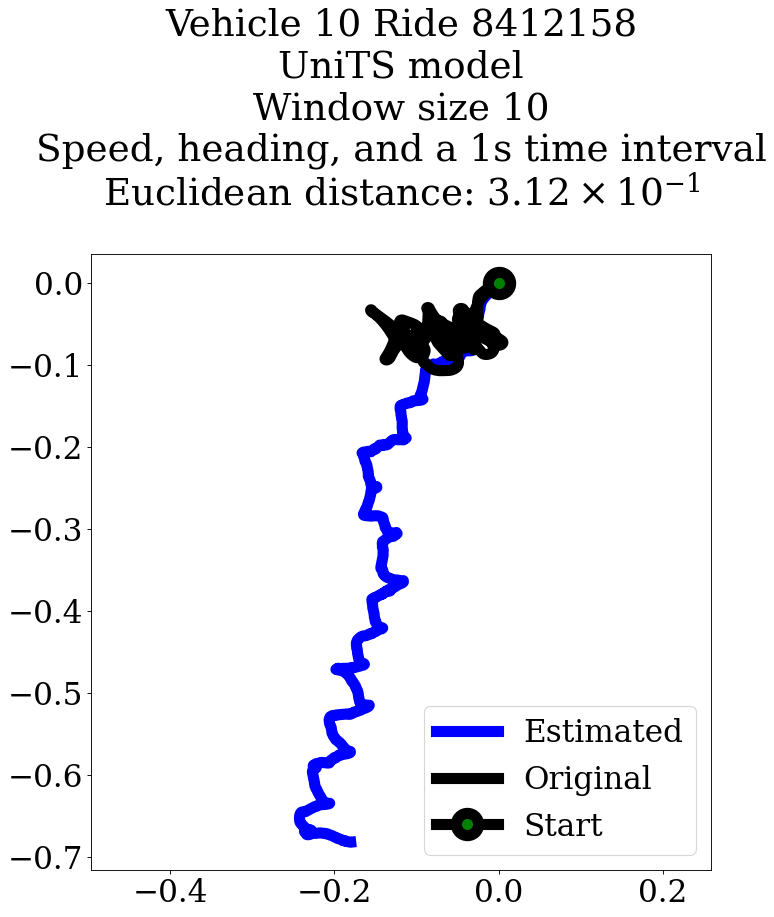 Vehicle 10 Ride 8412158
UniTS model
Window size 10
Speed, heading, and a 1s time interval
Euclidean distance: 3.12 × 10⁻¹
0.0
−0.1
−0.2
−0.3
−0.4
−0.5
−0.6
−0.7
Estimated
Original
Start
−0.4 −0.2 0.0 0.2